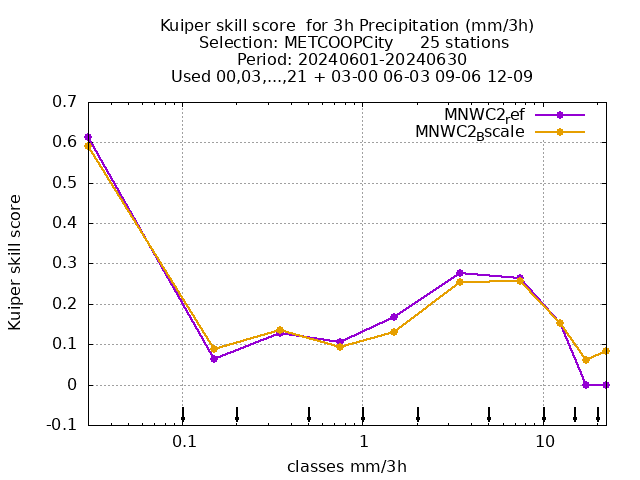 Kuiper skill score  for 3h Precipitation (mm/3h)
Selection: METCOOPCity     25 stations
Period: 20240601-20240630
Used 00,03,...,21 + 03-00 06-03 09-06 12-09
MNWC2ref
MNWC2Bscale
Kuiper skill score
0.7
0.6
0.5
0.4
0.3
0.2
0.1
0
-0.1
0.1 1 10
classes mm/3h